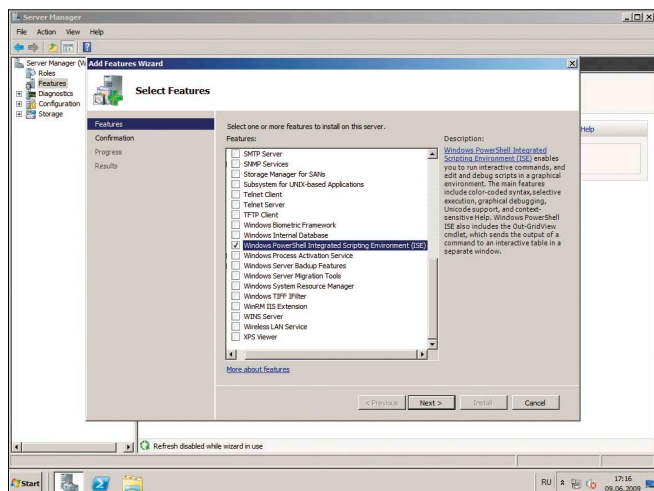 Server Manager
File Action View Help
Server Manager (W
Roles
Features
Diagnostics
Configuration
Storage
Add Features Wizard
Select Features
Features
Confirmation
Progress
Results
Select one or more features to install on this server.
Features:
SMTP Server
SNMP Services
Storage Manager for SANs
Subsystem for UNIX-based Applications
Telnet Client
Telnet Server
TFTP Client
Windows Biometric Framework
Windows Internal Database
Windows PowerShell Integrated Scripting Environment (ISE)
Windows Process Activation Service
Windows Server Backup Features
Windows Server Migration Tools
Windows System Resource Manager
Windows TIFF IFilter
WinRM IIS Extension
WINS Server
Wireless LAN Service
XPS Viewer
More about features
Description:
Windows PowerShell Integrated
Scripting Environment (ISE) enables
you to run interactive commands, and
edit and debug scripts in a graphical
environment. The main features
include color-coded syntax, selective
execution, graphical debugging,
Unicode support, and context-
sensitive Help. Windows PowerShell
ISE also includes the Out-GridView
cmdlet, which sends the output of a
command to an interactive table in a
separate window.
Help
< Previous Next > Install Cancel
Refresh disabled while wizard in use
Start
RU
17:16
09.06.2009